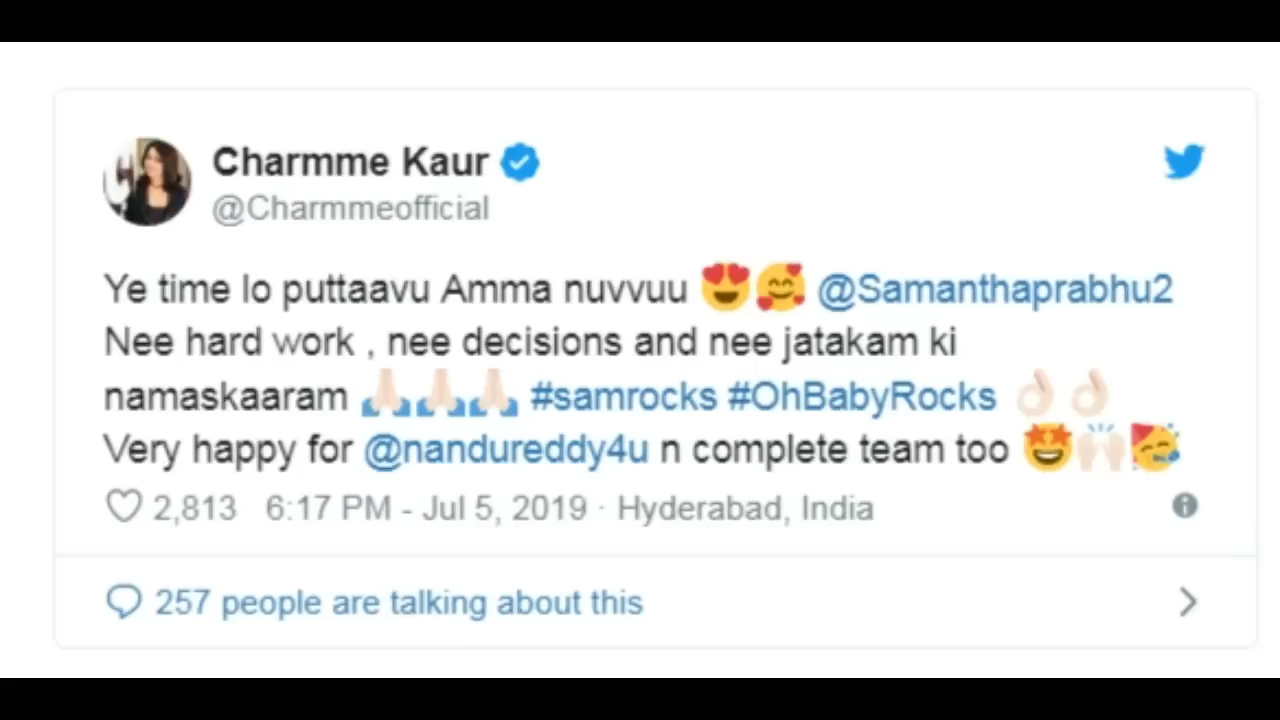 Charmme Kaur
@Charmmeofficial
Ye time lo puttaavu Amma nuvvuu 😍🥰 @Samanthaprabhu2
Nee hard work , nee decisions and nee jatakam ki
namaskaaram 🙏🏻🙏🏻🙏🏻 #samrocks #OhBabyRocks 👌🏻👌🏻
Very happy for @nandureddy4u n complete team too 🤩🙌🏻🥳
2,813 6:17 PM - Jul 5, 2019 · Hyderabad, India
257 people are talking about this